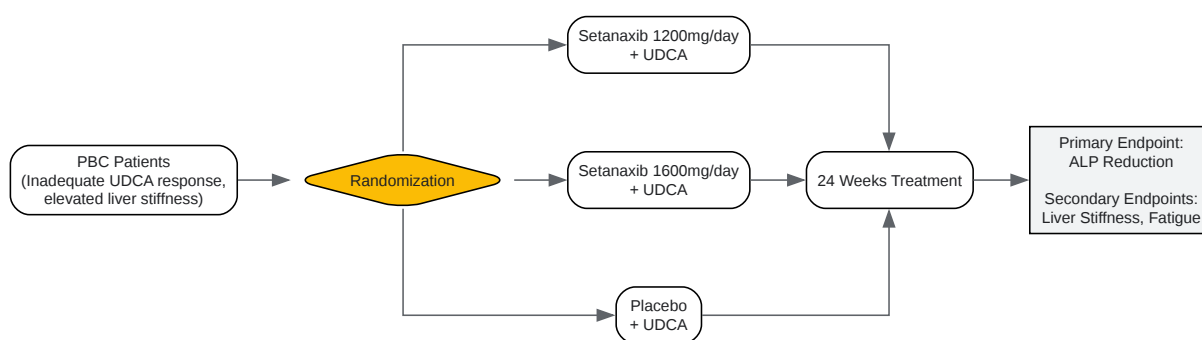 PBC Patients
(Inadequate UDCA response,
elevated liver stiffness)
Randomization
Setanaxib 1200mg/day
+ UDCA
Setanaxib 1600mg/day
+ UDCA
Placebo
+ UDCA
24 Weeks Treatment
Primary Endpoint:
ALP Reduction
Secondary Endpoints:
Liver Stiffness, Fatigue